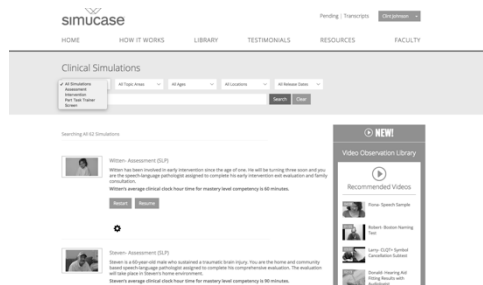 simucase
Pending | Transcripts
Clint Johnson
HOME HOW IT WORKS LIBRARY TESTIMONIALS RESOURCES FACULTY
Clinical Simulations
✓ All Simulations
Assessment
Intervention
Part Task Trainer
Screen
All Topic Areas
All Ages
All Locations
All Release Dates
Search Clear
Searching All 62 Simulations
Witten- Assessment (SLP)
Witten has been involved in early intervention since the age of one. He will be turning three soon and you
are the speech-language pathologist assigned to complete his early intervention exit evaluation and family
consultation.
Witten's average clinical clock hour time for mastery level competency is 60 minutes.
Restart Resume
Steven- Assessment (SLP)
Steven is a 60-year-old male who sustained a traumatic brain injury. You are the home and community
based speech-language pathologist assigned to complete his comprehensive evaluation. The evaluation
will take place in Steven's home environment.
Steven's average clinical clock hour time for mastery level competency is 90 minutes.
NEW!
Video Observation Library
Recommended Videos
Fiona- Speech Sample
Robert- Boston Naming
Test
Larry- CLQT+ Symbol
Cancellation Subtest
Donald- Hearing Aid
Fitting Results with
Audiologist